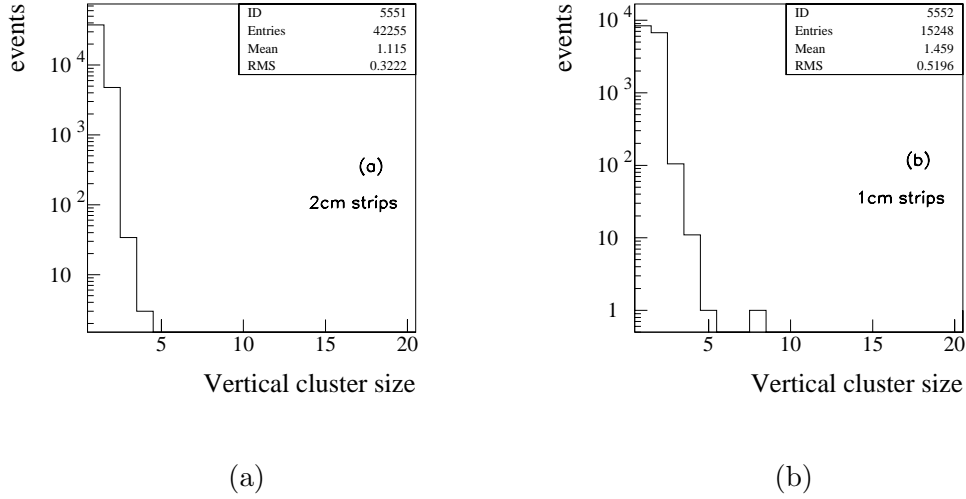 ID 5551
Entries 42255
Mean 1.115
RMS 0.3222
events
10^4
10^3
10^2
10
(a)
2cm strips
5 10 15 20
Vertical cluster size
(a)
ID 5552
Entries 15248
Mean 1.459
RMS 0.5196
events
10^4
10^3
10^2
10
1
(b)
1cm strips
5 10 15 20
Vertical cluster size
(b)